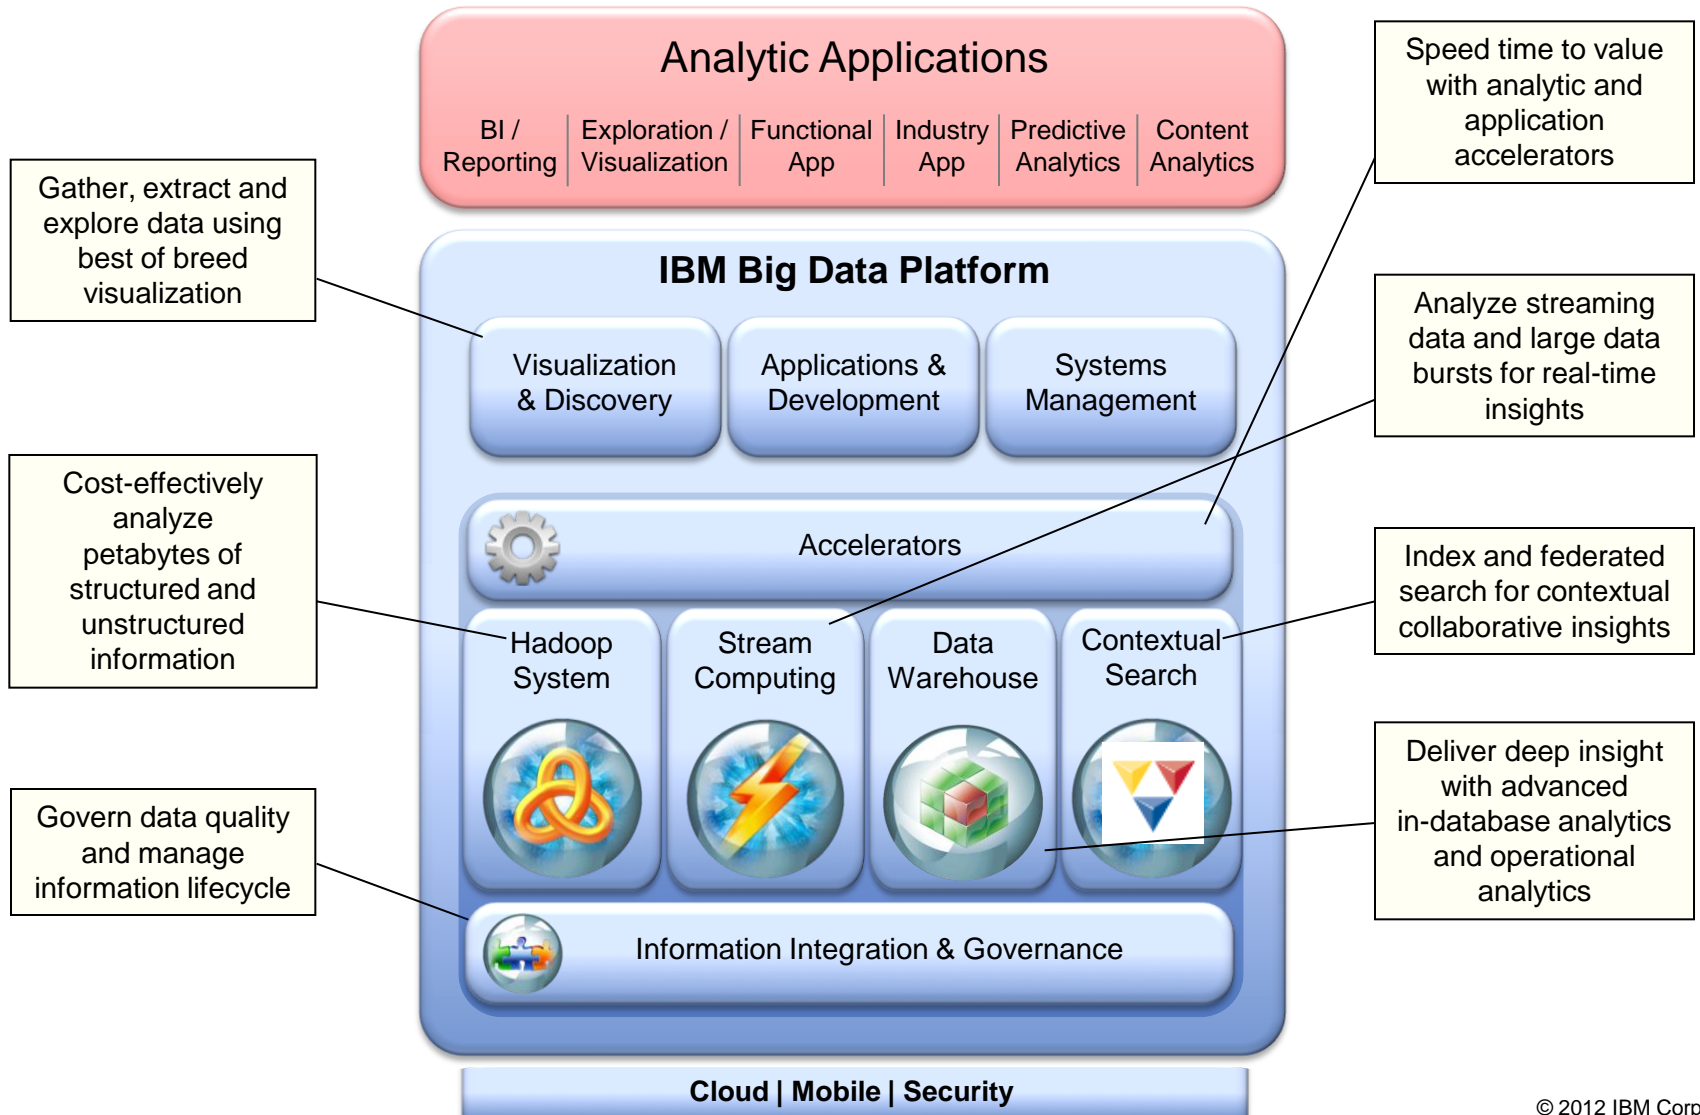 Analytic Applications
BI /
Reporting
Exploration /
Visualization
Functional
App
Industry
App
Predictive
Analytics
Content
Analytics
Gather, extract and
explore data using
best of breed
visualization
Cost-effectively
analyze
petabytes of
structured and
unstructured
information
Govern data quality
and manage
information lifecycle
IBM Big Data Platform
Visualization
& Discovery
Applications &
Development
Systems
Management
Accelerators
Hadoop
System
Stream
Computing
Data
Warehouse
Contextual
Search
Information Integration & Governance
Cloud | Mobile | Security
Speed time to value
with analytic and
application
accelerators
Analyze streaming
data and large data
bursts for real-time
insights
Index and federated
search for contextual
collaborative insights
Deliver deep insight
with advanced
in-database analytics
and operational
analytics
© 2012 IBM Corp